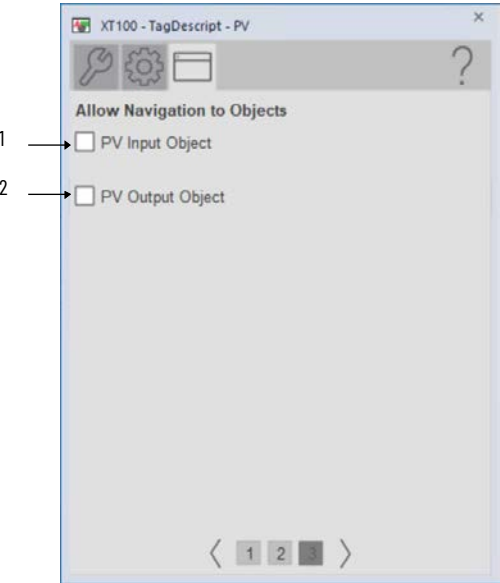 XT100 - TagDescript - PV
×
?
Allow Navigation to Objects
1
PV Input Object
2
PV Output Object
1 2 3